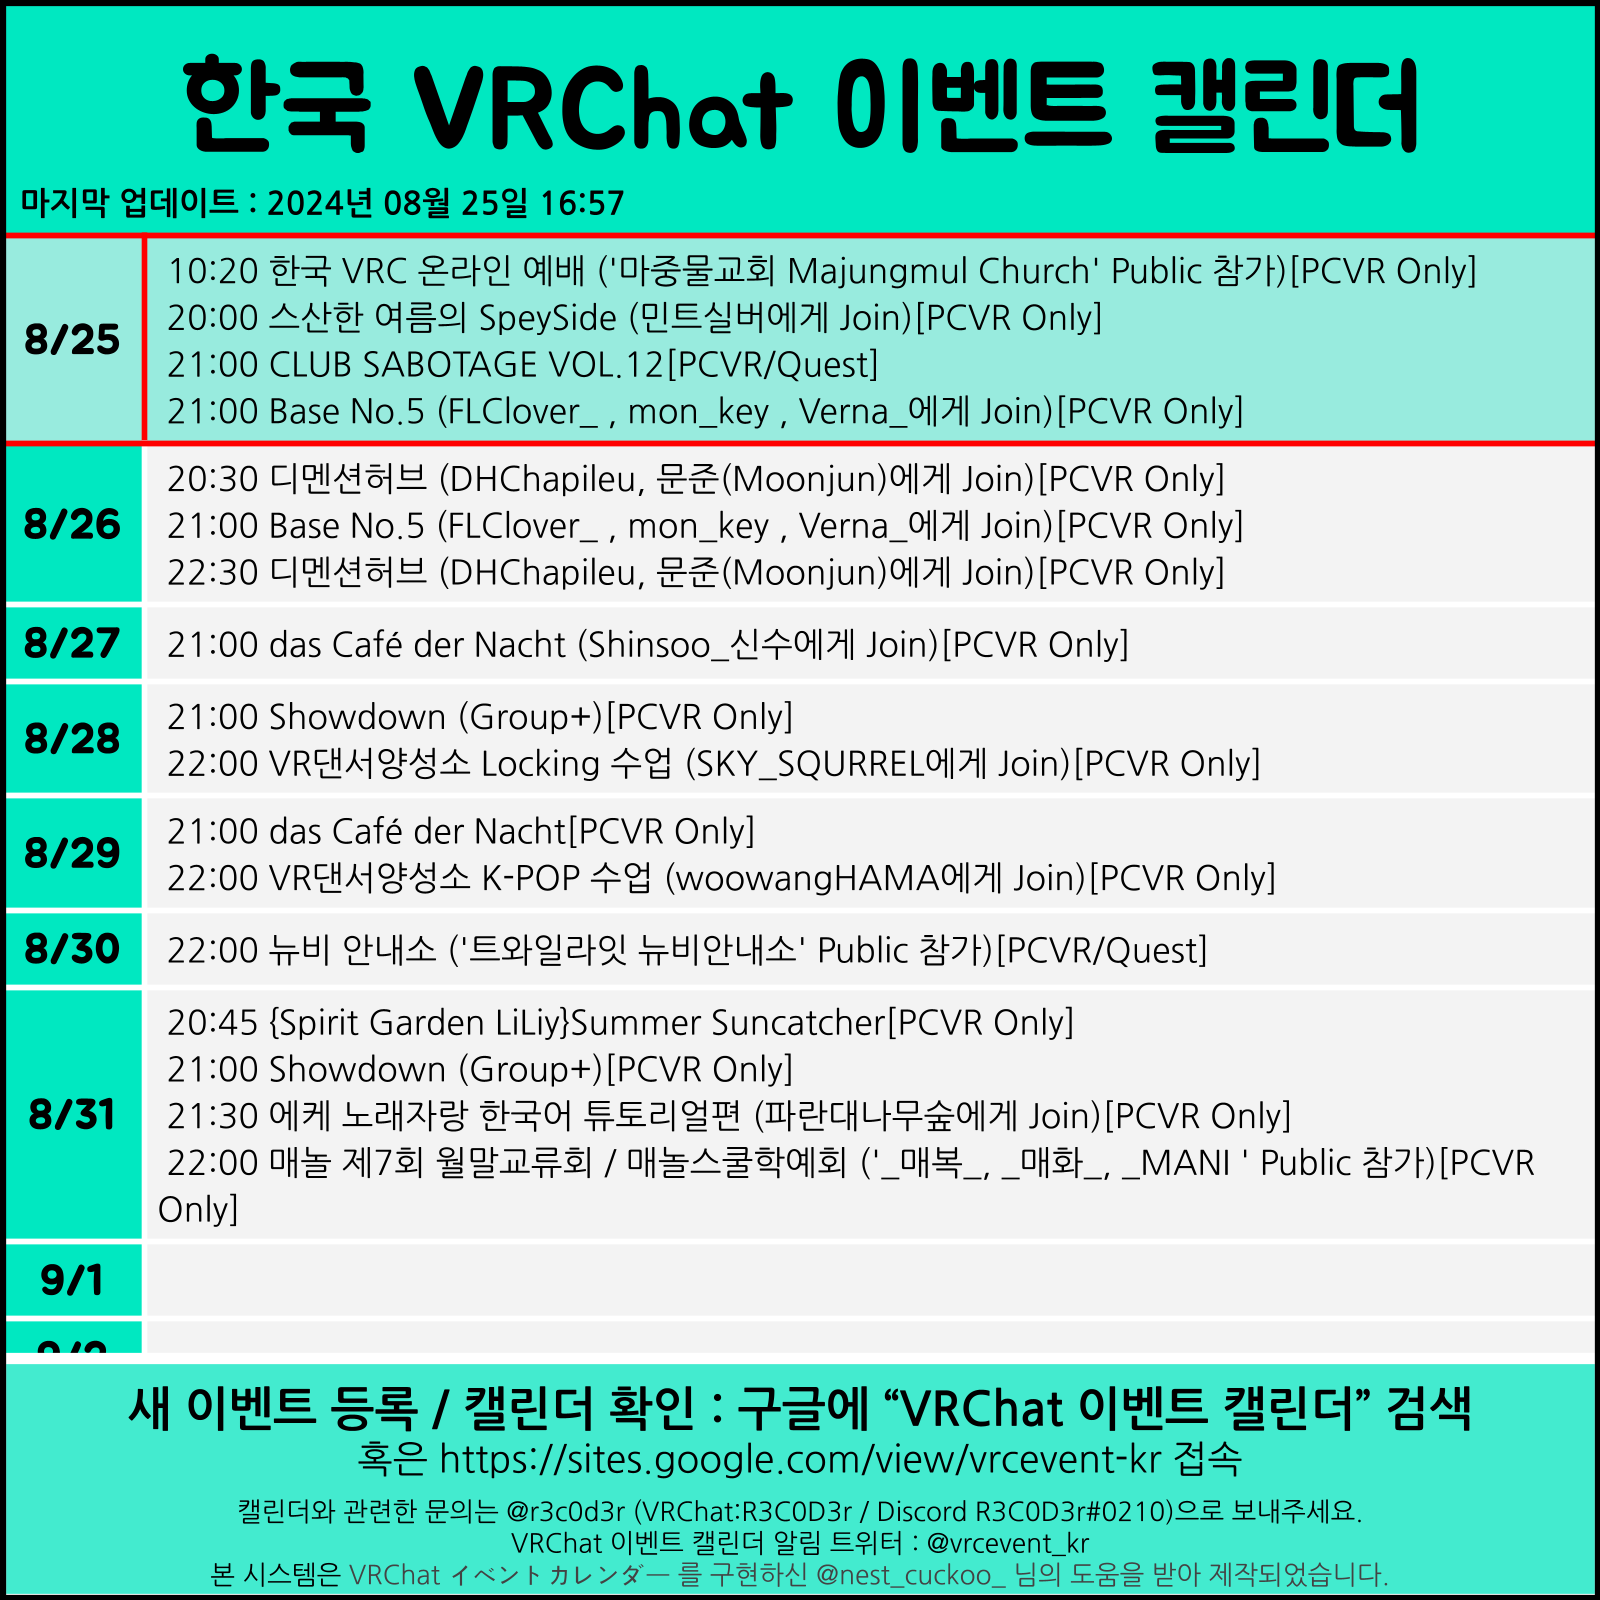 한국 VRChat 이벤트 캘린더
마지막 업데이트 : 2024년 08월 25일 16:57
8/25
10:20 한국 VRC 온라인 예배 ('마중물교회 Majungmul Church' Public 참가)[PCVR Only]
20:00 스산한 여름의 SpeySide (민트실버에게 Join)[PCVR Only]
21:00 CLUB SABOTAGE VOL.12[PCVR/Quest]
21:00 Base No.5 (FLClover_ , mon_key , Verna_에게 Join)[PCVR Only]
8/26
20:30 디멘션허브 (DHChapileu, 문준(Moonjun)에게 Join)[PCVR Only]
21:00 Base No.5 (FLClover_ , mon_key , Verna_에게 Join)[PCVR Only]
22:30 디멘션허브 (DHChapileu, 문준(Moonjun)에게 Join)[PCVR Only]
8/27
21:00 das Café der Nacht (Shinsoo_신수에게 Join)[PCVR Only]
8/28
21:00 Showdown (Group+)[PCVR Only]
22:00 VR댄서양성소 Locking 수업 (SKY_SQURREL에게 Join)[PCVR Only]
8/29
21:00 das Café der Nacht[PCVR Only]
22:00 VR댄서양성소 K-POP 수업 (woowangHAMA에게 Join)[PCVR Only]
8/30
22:00 뉴비 안내소 ('트와일라잇 뉴비안내소' Public 참가)[PCVR/Quest]
8/31
20:45 {Spirit Garden LiLiy}Summer Suncatcher[PCVR Only]
21:00 Showdown (Group+)[PCVR Only]
21:30 에케 노래자랑 한국어 튜토리얼편 (파란대나무숲에게 Join)[PCVR Only]
22:00 매놀 제7회 월말교류회 / 매놀스쿨학예회 ('_매복_, _매화_, _MANI ' Public 참가)[PCVR
Only]
9/1
9/2
새 이벤트 등록 / 캘린더 확인 : 구글에 “VRChat 이벤트 캘린더” 검색
혹은 https://sites.google.com/view/vrcevent-kr 접속
캘린더와 관련한 문의는 @r3c0d3r (VRChat:R3C0D3r / Discord R3C0D3r#0210)으로 보내주세요.
VRChat 이벤트 캘린더 알림 트위터 : @vrcevent_kr
본 시스템은 VRChat イベントカレンダー 를 구현하신 @nest_cuckoo_ 님의 도움을 받아 제작되었습니다.